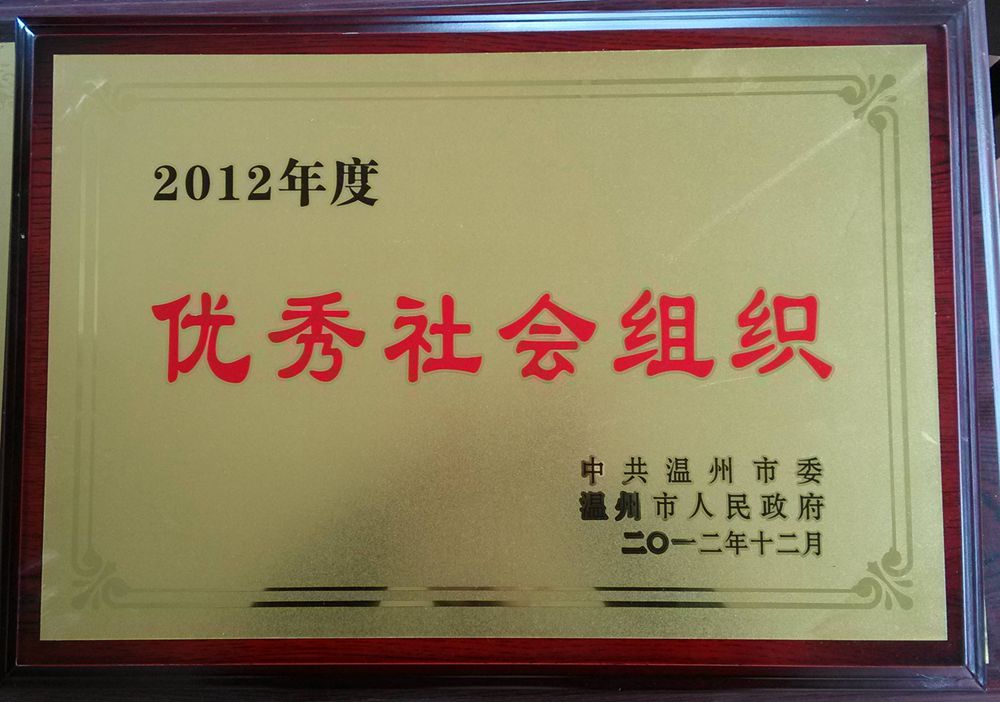 2012年度
优秀社会组织
中共温州市委
温州市人民政府
二〇一二年十二月